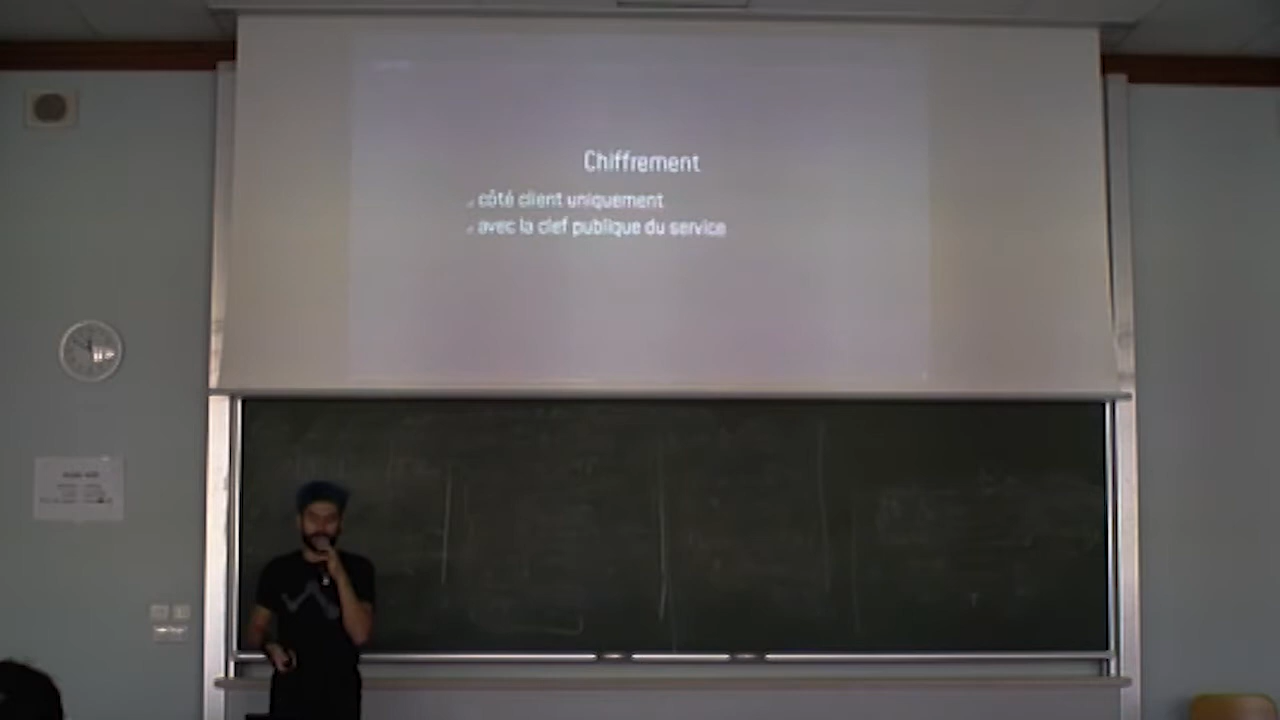 Chiffrement
côté client uniquement
avec la clef publique du service